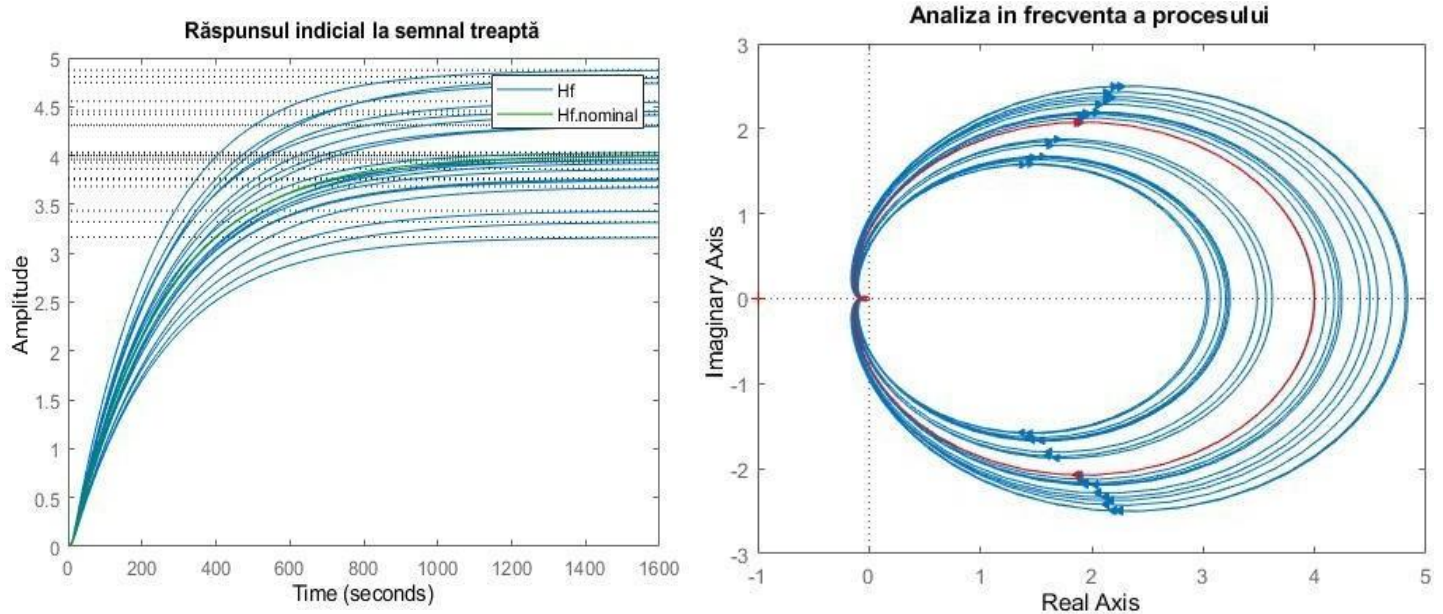 Răspunsul indicial la semnal treaptă
5
4.5
4
3.5
3
2.5
2
1.5
1
0.5
0
Amplitude
Hf
Hf.nominal
0 200 400 600 800 1000 1200 1400 1600
Time (seconds)
Analiza in frecventa a procesului
3
2
1
0
-1
-2
-3
Imaginary Axis
-1 0 1 2 3 4 5
Real Axis